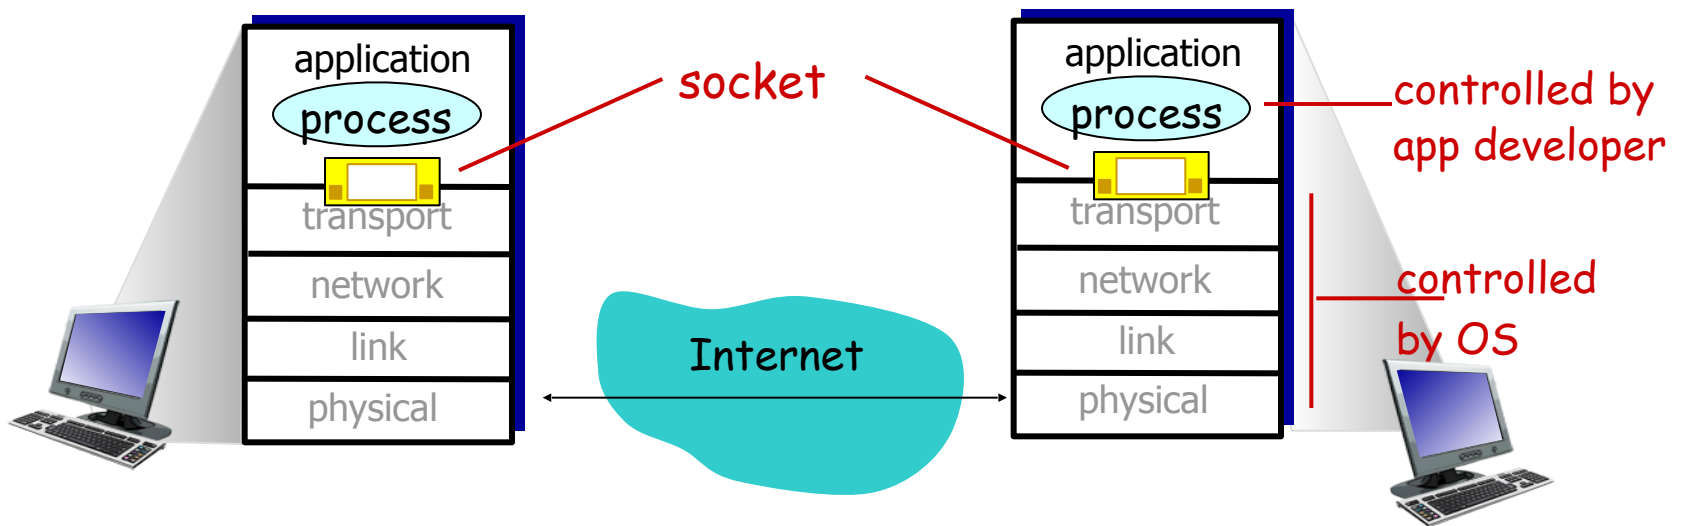 application
process
transport
network
link
physical
socket
Internet
application
process
transport
network
link
physical
controlled by
app developer
controlled
by OS